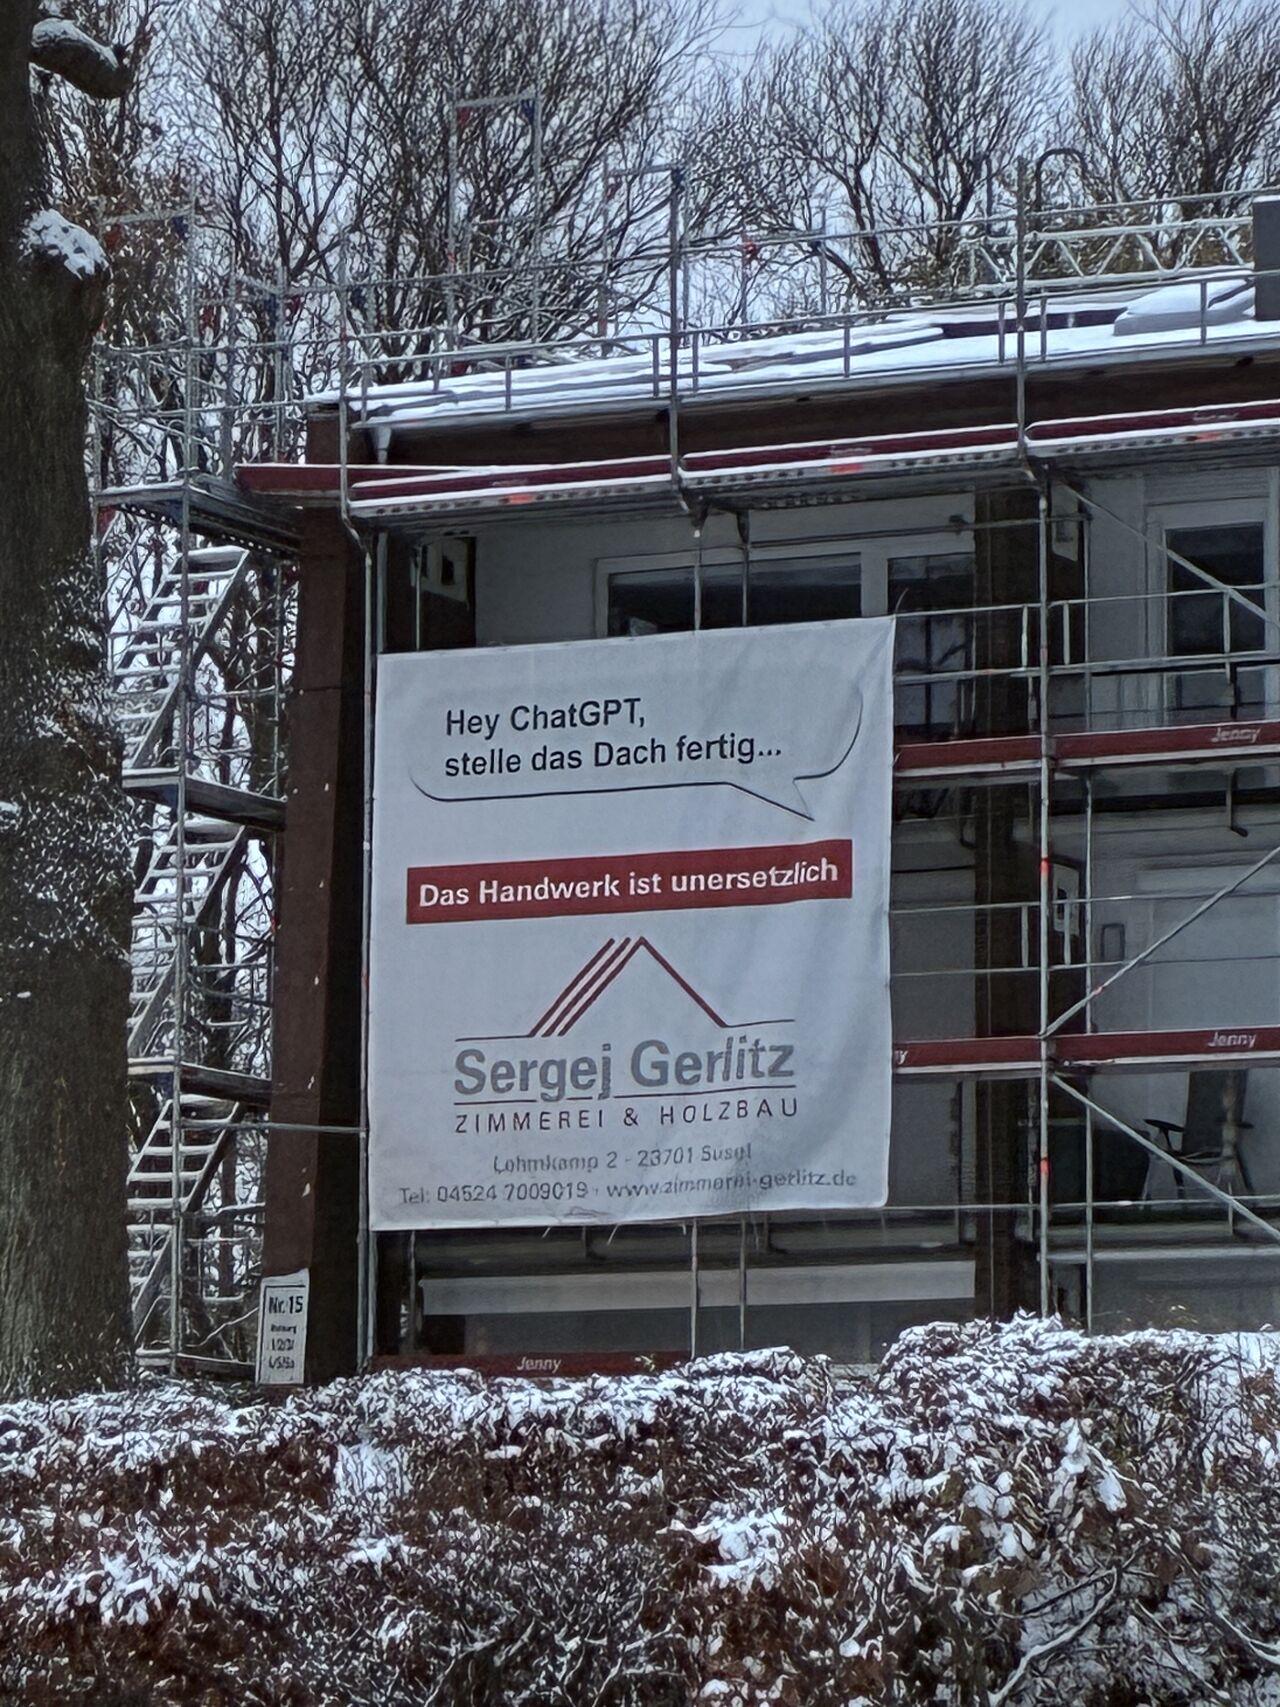 Hey ChatGPT,
stelle das Dach fertig...
Das Handwerk ist unersetzlich
Sergej Gerlitz
ZIMMEREI & HOLZBAU
Lohmkamp 2 - 23701 Susel
Tel: 04524 7009019 · www.zimmerei-gerlitz.de
Jenny
Jenny
Jenny
Nr. 15